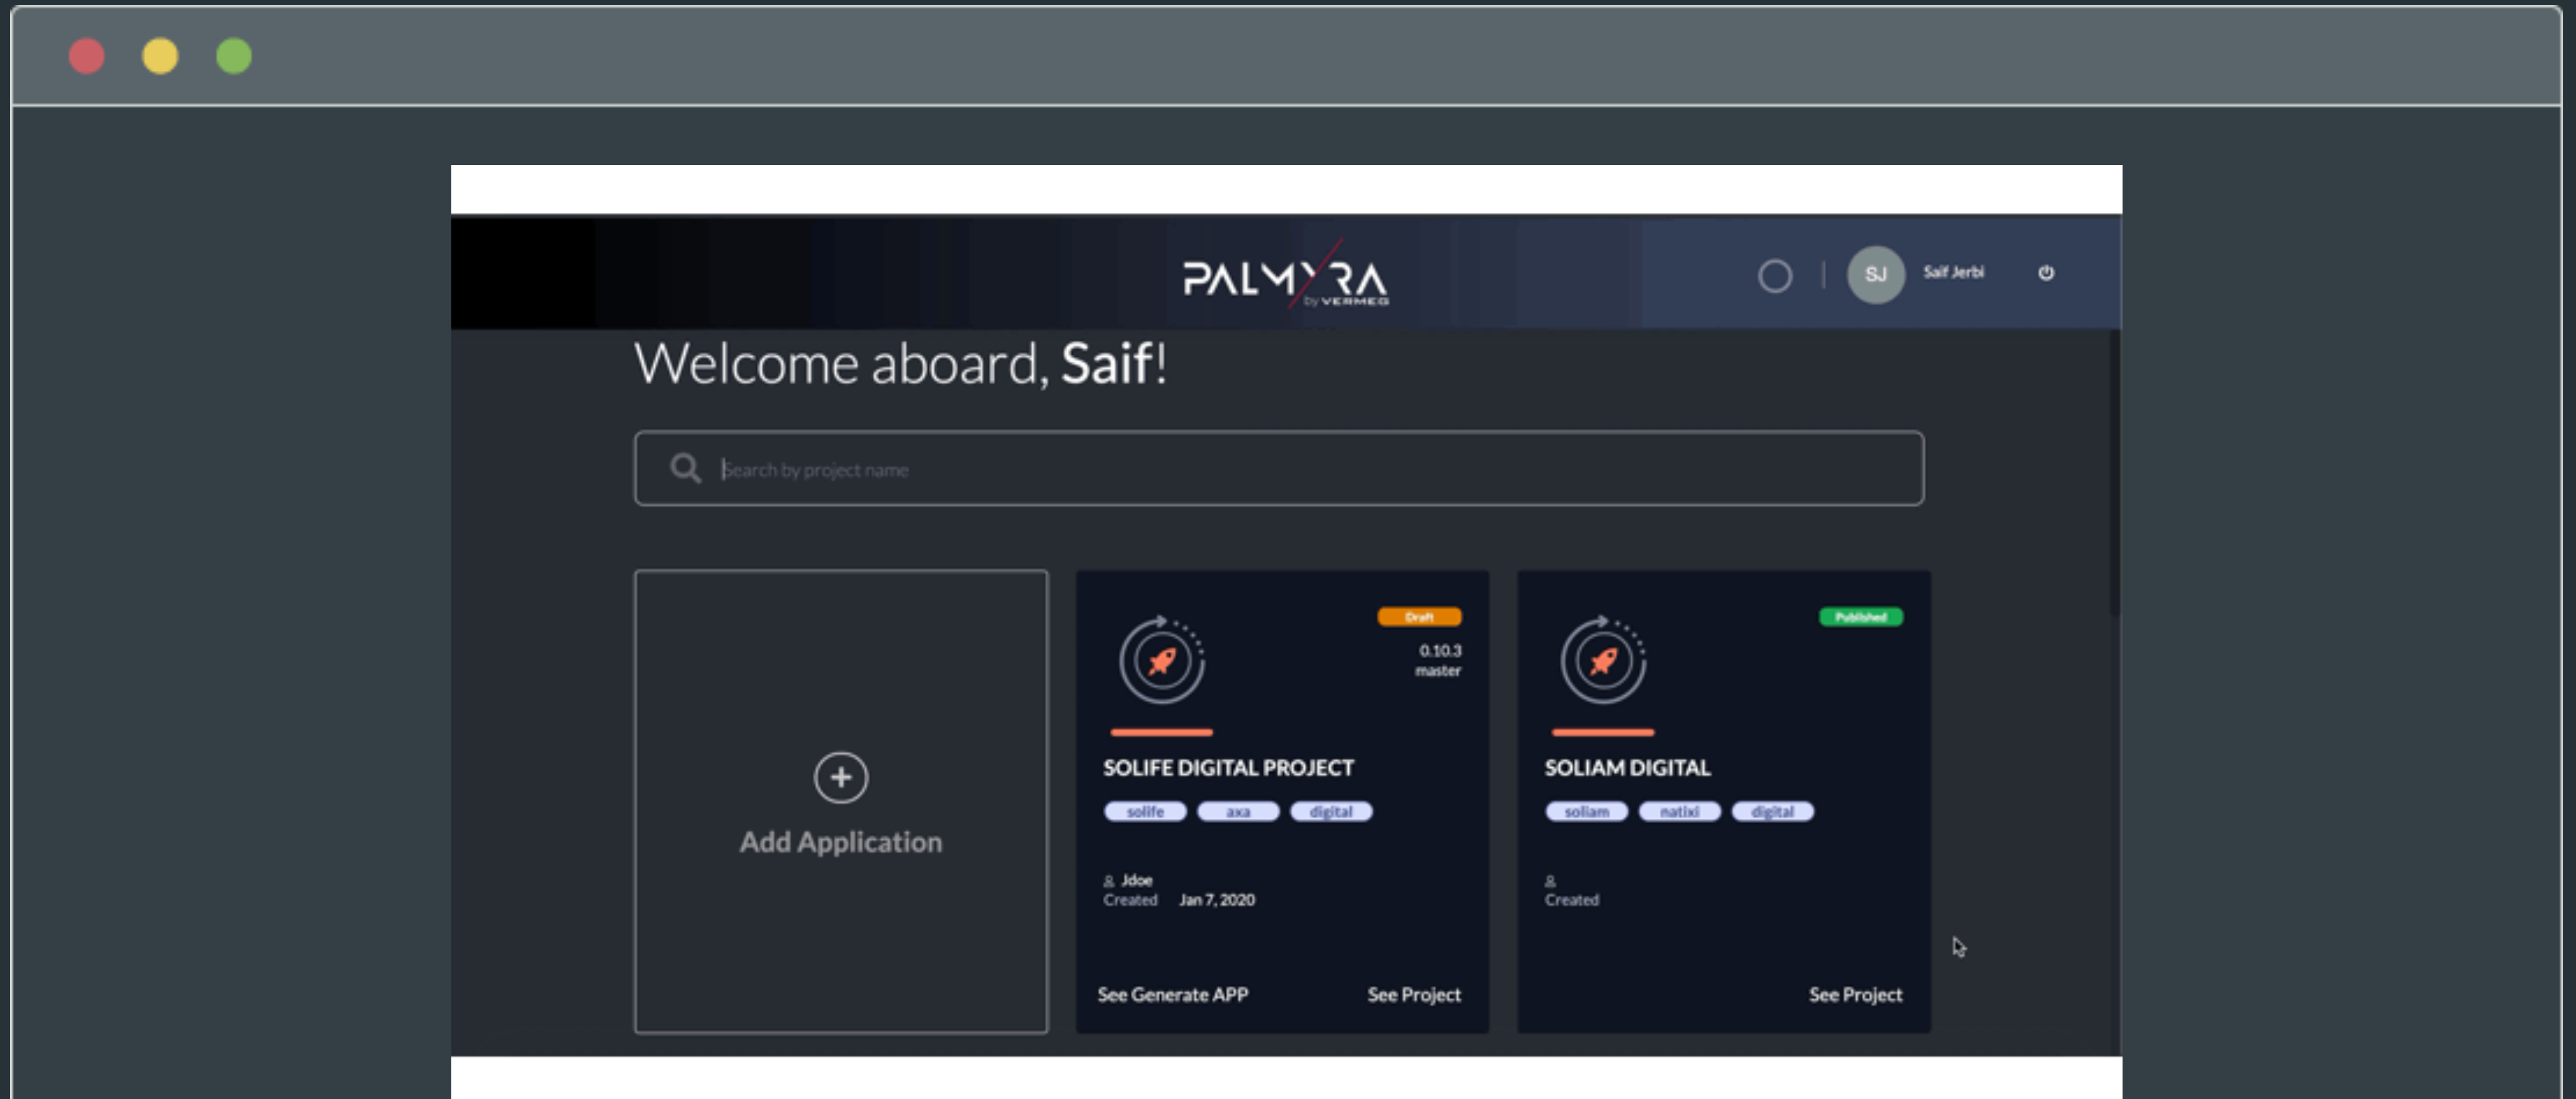 PALMYRA
by VERMEG
SJ
Saif Jerbi
Welcome aboard, Saif!
Search by project name
Add Application
Draft
0.10.3
master
SOLIFE DIGITAL PROJECT
solife axa digital
Jdoe
Created Jan 7, 2020
See Generate APP See Project
Published
SOLIAM DIGITAL
soliam natixi digital
Created
See Project